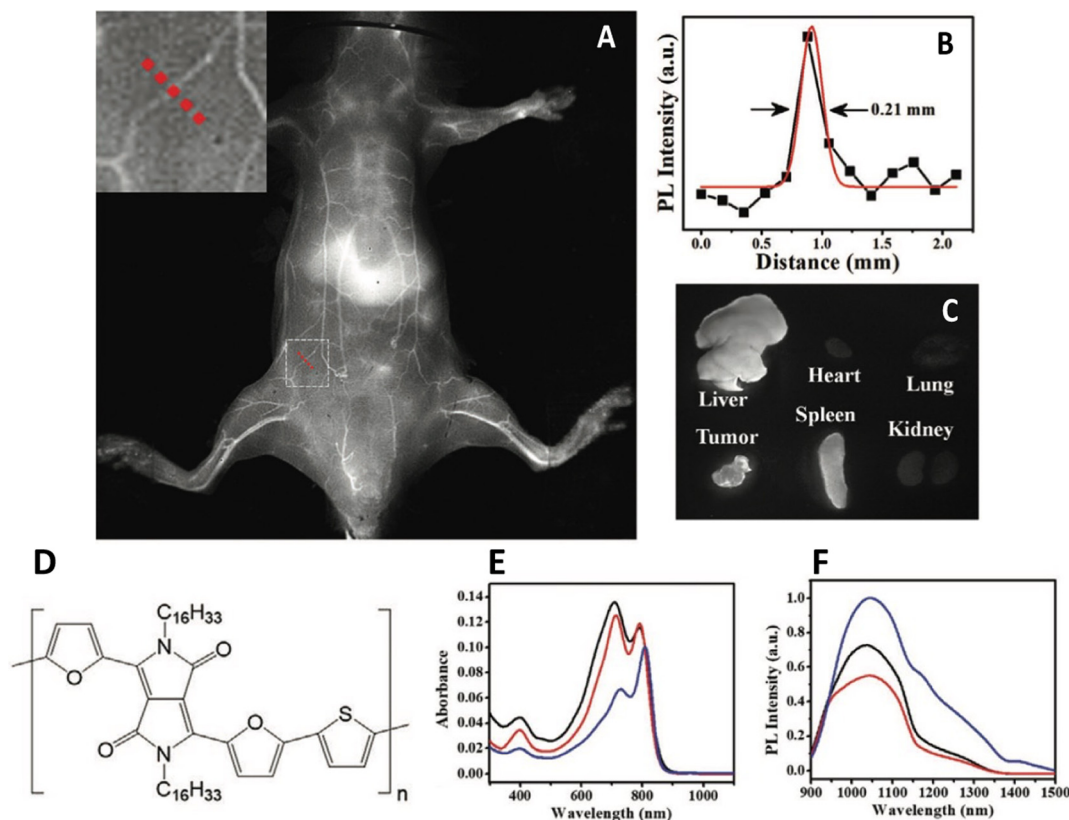 A
B
PL Intensity (a.u.)
0.21 mm
0.0 0.5 1.0 1.5 2.0
Distance (mm)
C
Liver Heart Lung
Tumor Spleen Kidney
D
C16H33
N
O
O
O
S
O
N
C16H33
n
E
Aborbance
0.14
0.12
0.10
0.08
0.06
0.04
0.02
0.00
400 600 800 1000
Wavelength (nm)
F
PL Intensity (a.u.)
1.0
0.8
0.6
0.4
0.2
0.0
900 1000 1100 1200 1300 1400 1500
Wavelength (nm)